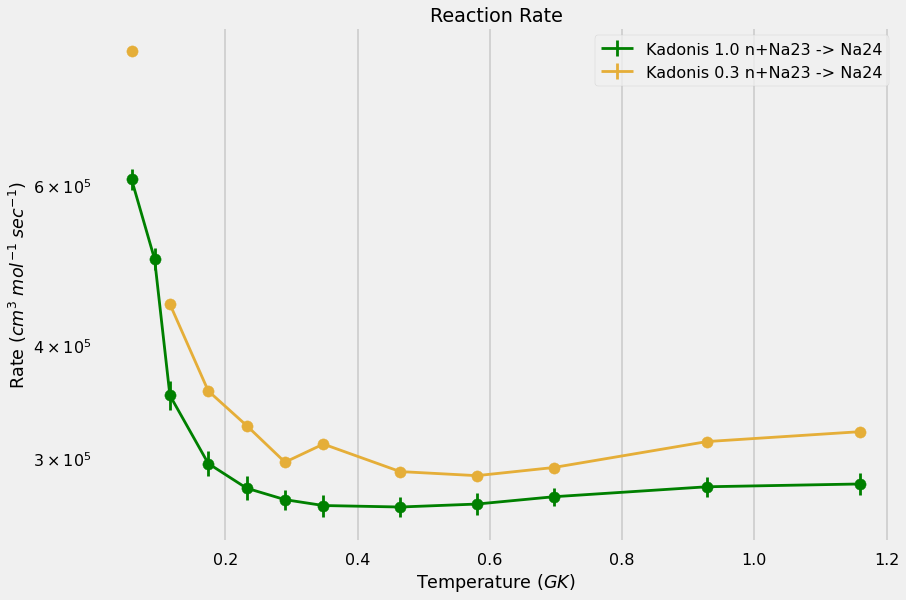 Reaction Rate
Kadonis 1.0 n+Na23 -> Na24
Kadonis 0.3 n+Na23 -> Na24
Rate (cm³ mol⁻¹ sec⁻¹)
6 × 10⁵
4 × 10⁵
3 × 10⁵
0.2 0.4 0.6 0.8 1.0 1.2
Temperature (GK)